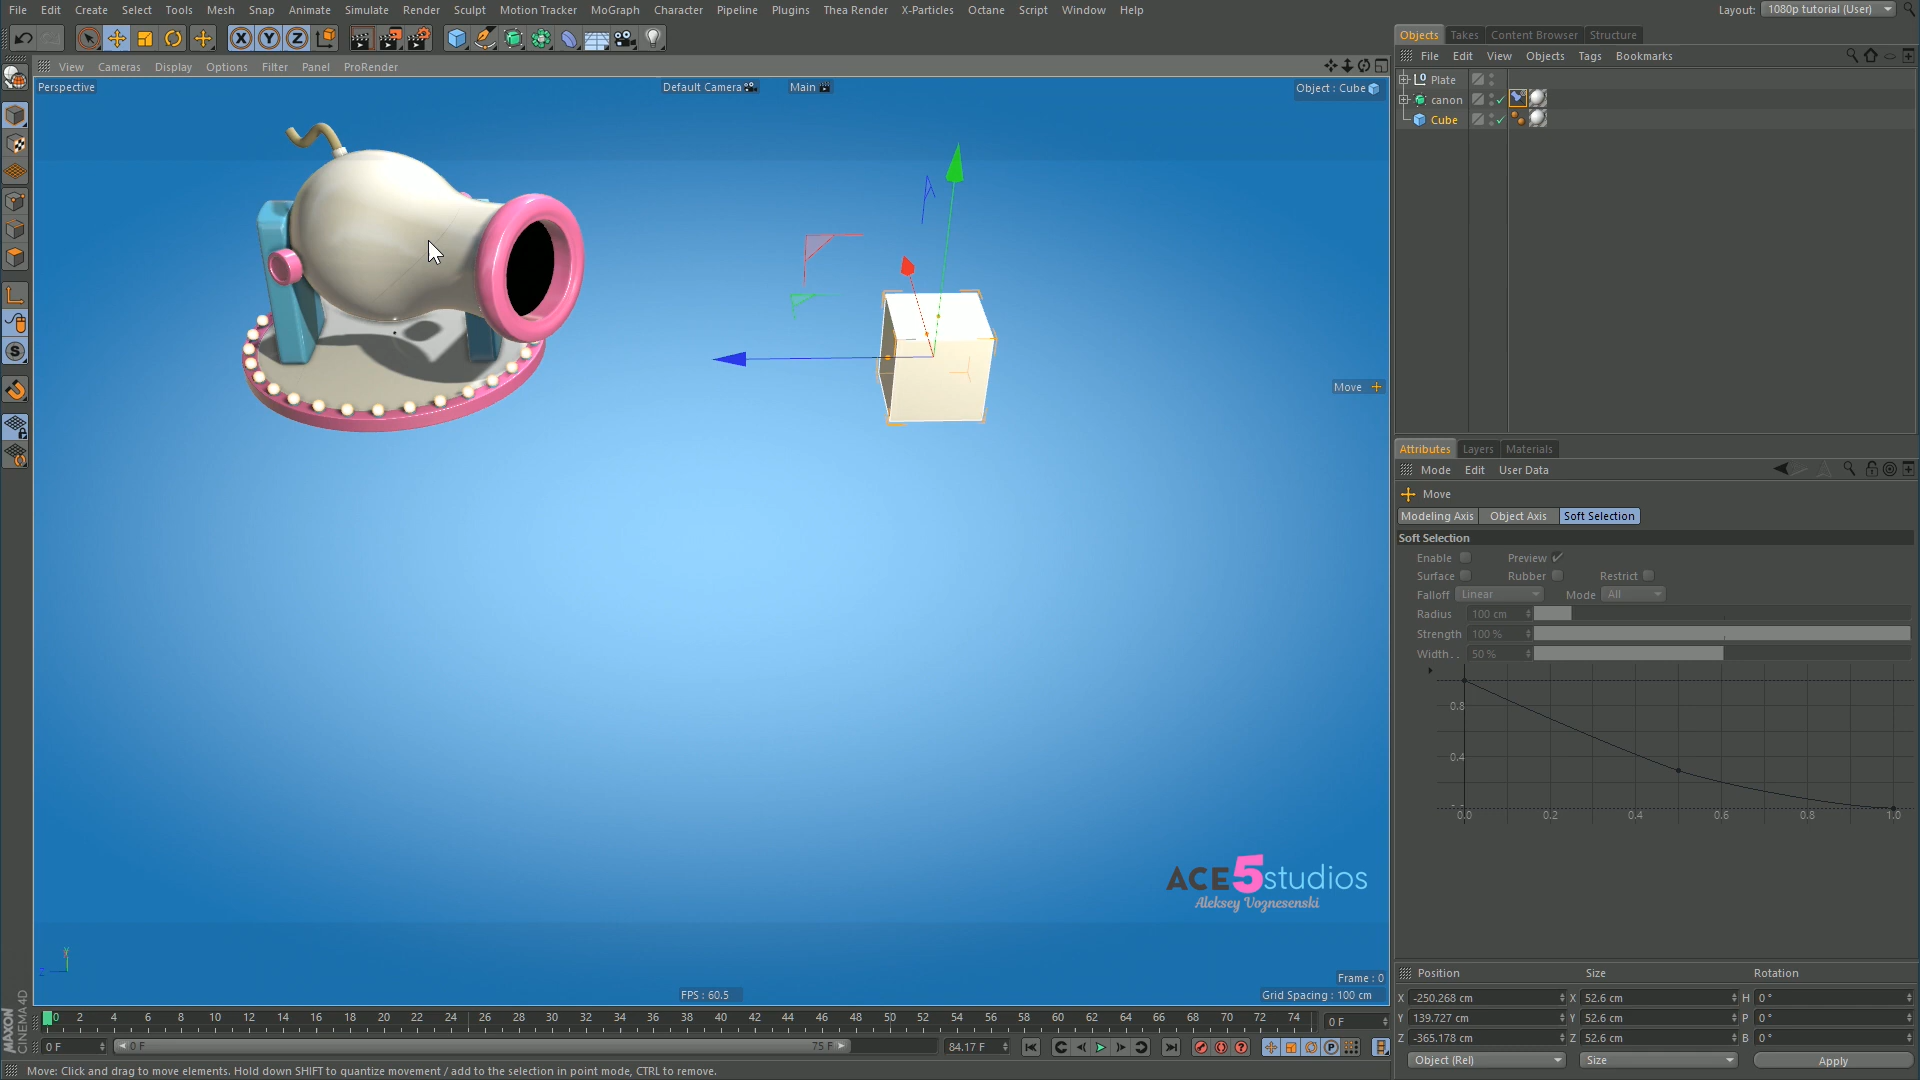 File Edit Create Select Tools Mesh Snap Animate Simulate Render Sculpt Motion Tracker MoGraph Character Pipeline Plugins Thea Render X-Particles Octane Script Window Help
Layout: 1080p tutorial (User)
View Cameras Display Options Filter Panel ProRender
Perspective
Default Camera
Main
Object : Cube
Move
ACE5studios
Aleksey Voznesenski
FPS : 60.5
Frame : 0
Grid Spacing : 100 cm
Objects Takes Content Browser Structure
File Edit View Objects Tags Bookmarks
Plate
canon
Cube
Attributes Layers Materials
Mode Edit User Data
Move
Modeling Axis Object Axis Soft Selection
Soft Selection
Enable Preview
Surface Rubber Restrict
Falloff Linear Mode All
Radius 100 cm
Strength 100 %
Width . . 50 %
0.8
0.4
0.0 0.2 0.4 0.6 0.8 1.0
Position Size Rotation
X -250.268 cm X 52.6 cm H 0 °
Y 139.727 cm Y 52.6 cm P 0 °
Z -365.178 cm Z 52.6 cm B 0 °
Object (Rel) Size Apply
0 2 4 6 8 10 12 14 16 18 20 22 24 26 28 30 32 34 36 38 40 42 44 46 48 50 52 54 56 58 60 62 64 66 68 70 72 74
0 F
0 F 0 F 75 F 84.17 F
MAXON
CINEMA 4D
Move: Click and drag to move elements. Hold down SHIFT to quantize movement / add to the selection in point mode, CTRL to remove.